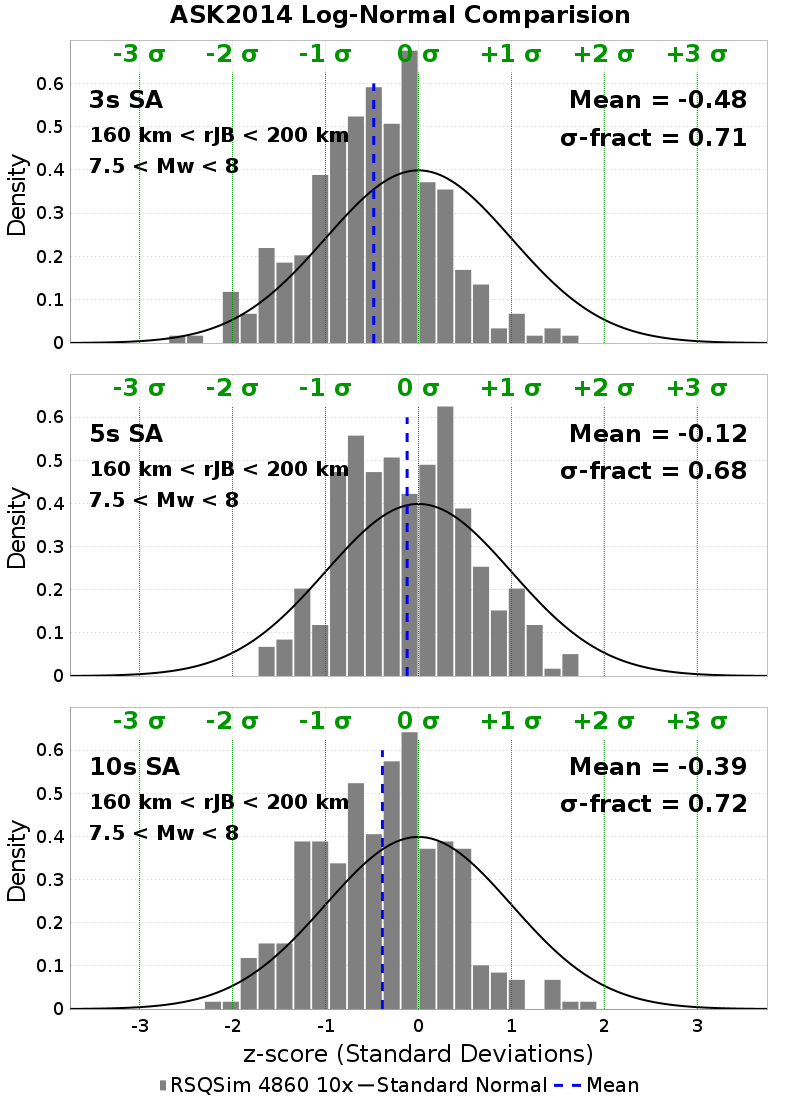 ASK2014 Log-Normal Comparision
-3 σ -2 σ -1 σ 0 σ +1 σ +2 σ +3 σ
3s SA
160 km < rJB < 200 km
7.5 < Mw < 8
Mean = -0.48
σ-fract = 0.71
Density
0.6
0.5
0.4
0.3
0.2
0.1
0
-3 σ -2 σ -1 σ 0 σ +1 σ +2 σ +3 σ
5s SA
160 km < rJB < 200 km
7.5 < Mw < 8
Mean = -0.12
σ-fract = 0.68
Density
0.6
0.5
0.4
0.3
0.2
0.1
0
-3 σ -2 σ -1 σ 0 σ +1 σ +2 σ +3 σ
10s SA
160 km < rJB < 200 km
7.5 < Mw < 8
Mean = -0.39
σ-fract = 0.72
Density
0.6
0.5
0.4
0.3
0.2
0.1
0
-3 -2 -1 0 1 2 3
z-score (Standard Deviations)
RSQSim 4860 10x Standard Normal Mean